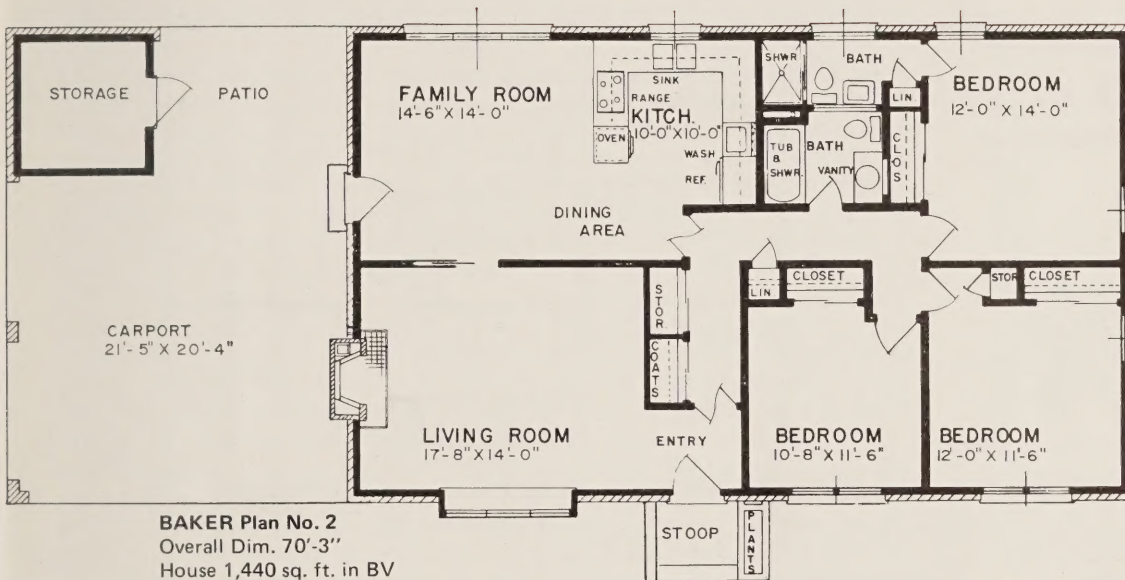 STORAGE
PATIO
FAMILY ROOM
14'-6" X 14'-0"
SINK
RANGE
KITCH.
10'-0" X 10'-0"
OVEN
WASH
REF.
SHWR
BATH
LIN
BEDROOM
12'-0" X 14'-0"
TUB
&
SHWR.
BATH
VANITY
CLOS
DINING
AREA
CARPORT
21'-5" X 20'-4"
STOR.
COATS
LIN
CLOSET
STOR
CLOSET
LIVING ROOM
17'-8" X 14'-0"
ENTRY
BEDROOM
10'-8" X 11'-6"
BEDROOM
12'-0" X 11'-6"
STOOP
PLANTS
BAKER Plan No. 2
Overall Dim. 70'-3"
House 1,440 sq. ft. in BV